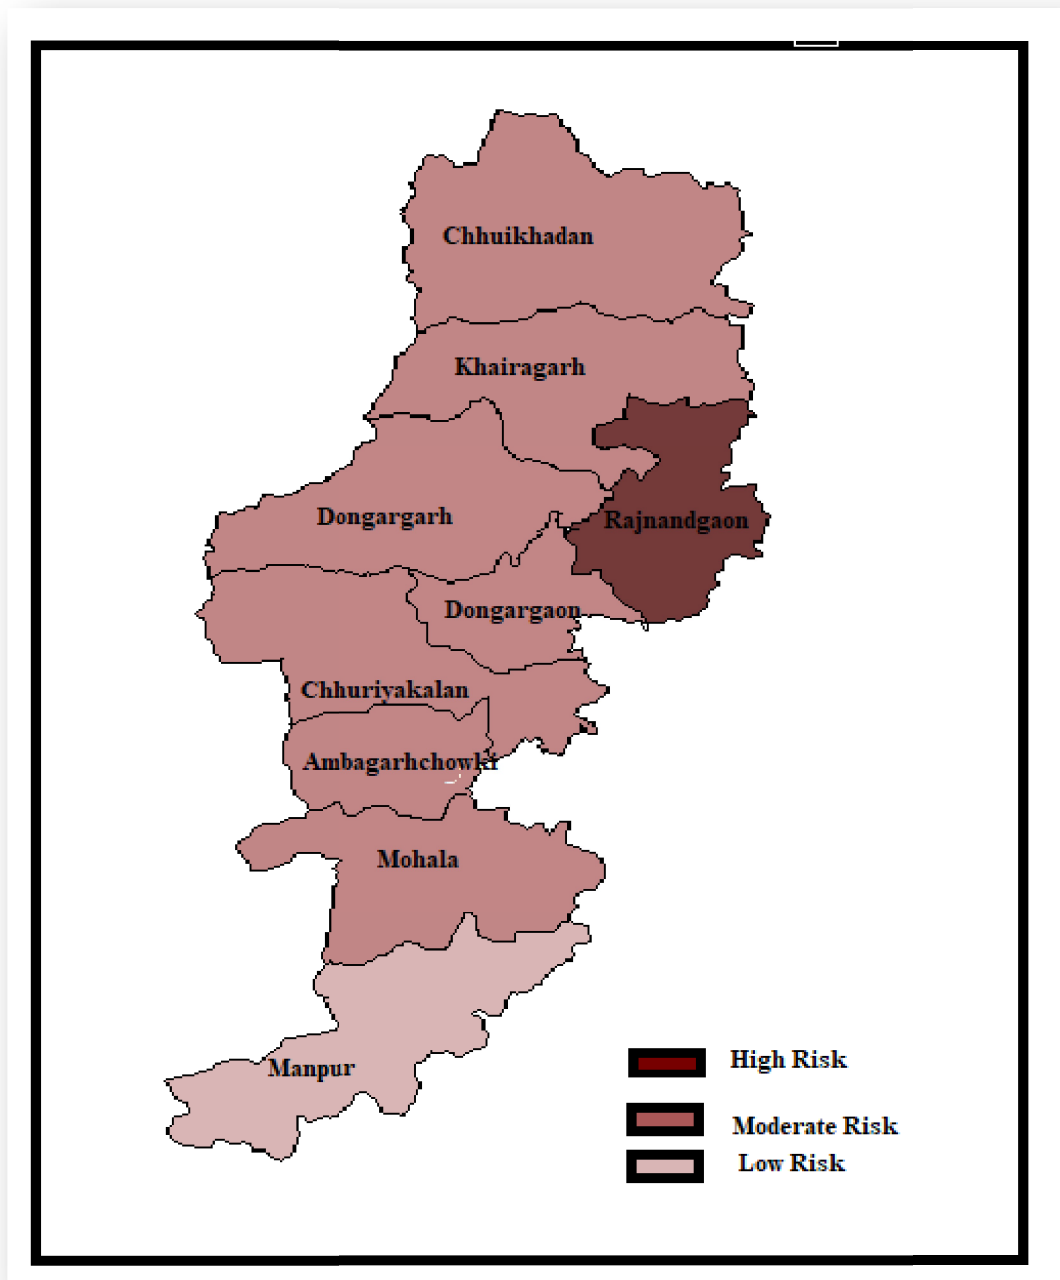 Chhuikhadan
Khairagarh
Dongargarh
Rajnandgaon
Dongargaon
Chhuriyakalan
Ambagarhchowki
Mohala
Manpur
High Risk
Moderate Risk
Low Risk